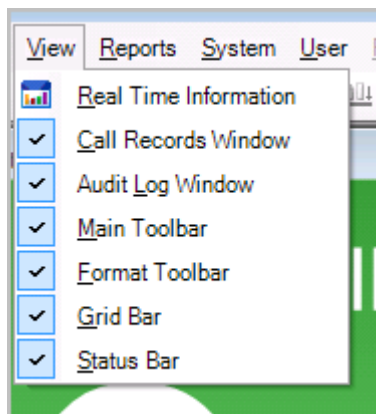 View Reports System User
Real Time Information
Call Records Window
Audit Log Window
Main Toolbar
Format Toolbar
Grid Bar
Status Bar